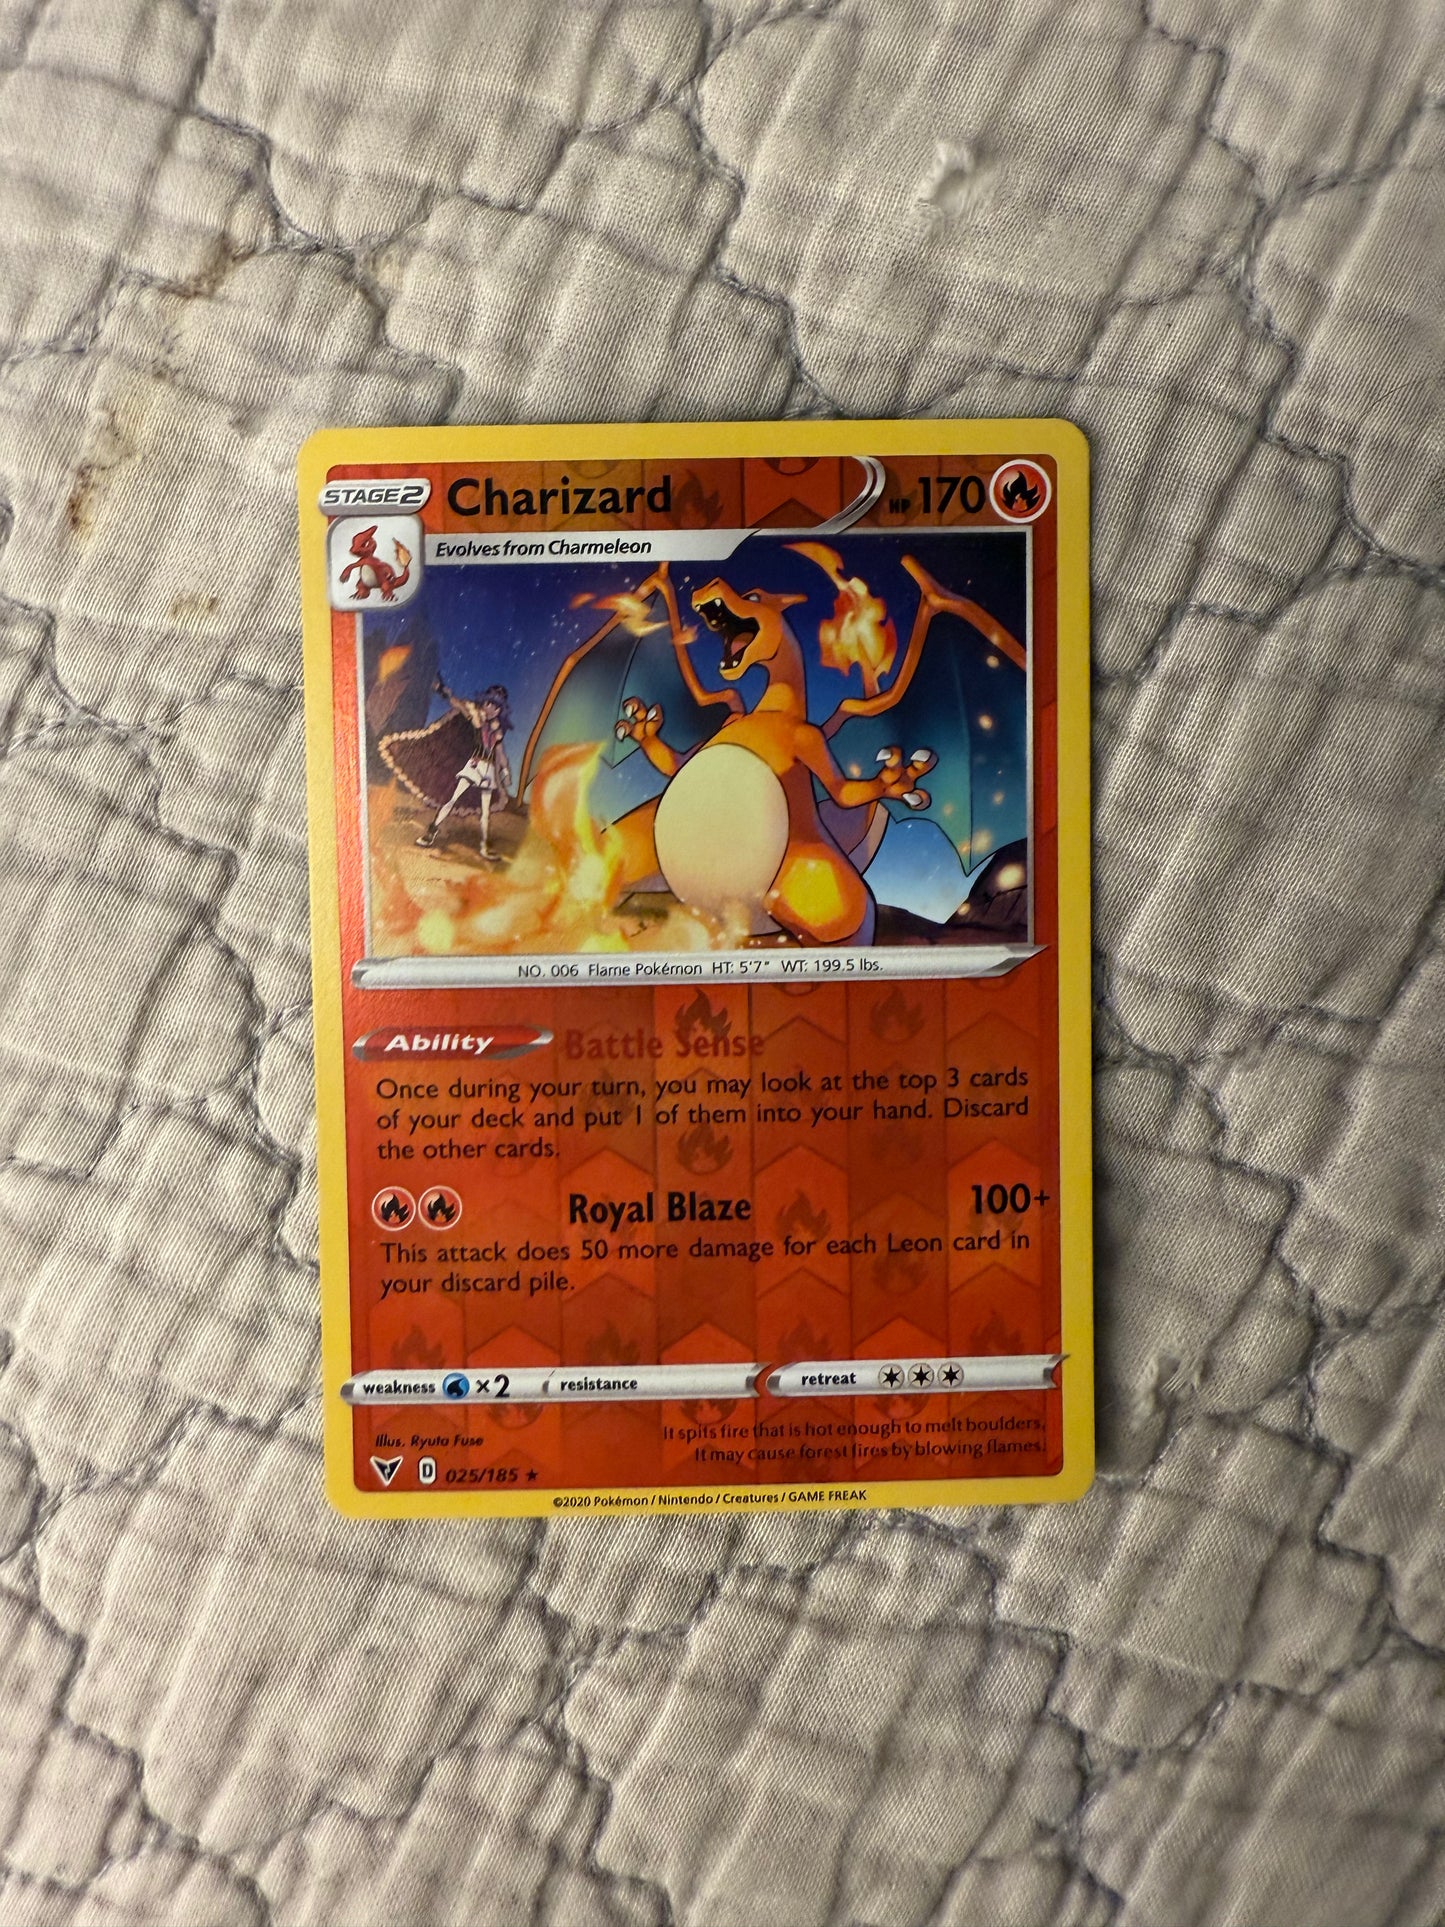 STAGE2 Charizard HP 170
Evolves from Charmeleon
NO. 006 Flame Pokémon HT: 5'7" WT: 199.5 lbs.
Ability Battle Sense
Once during your turn, you may look at the top 3 cards
of your deck and put 1 of them into your hand. Discard
the other cards.
Royal Blaze 100+
This attack does 50 more damage for each Leon card in
your discard pile.
weakness ×2 resistance retreat
It spits fire that is hot enough to melt boulders.
It may cause forest fires by blowing flames.
Illus. Ryuta Fuse
D 025/185 ★
©2020 Pokémon / Nintendo / Creatures / GAME FREAK